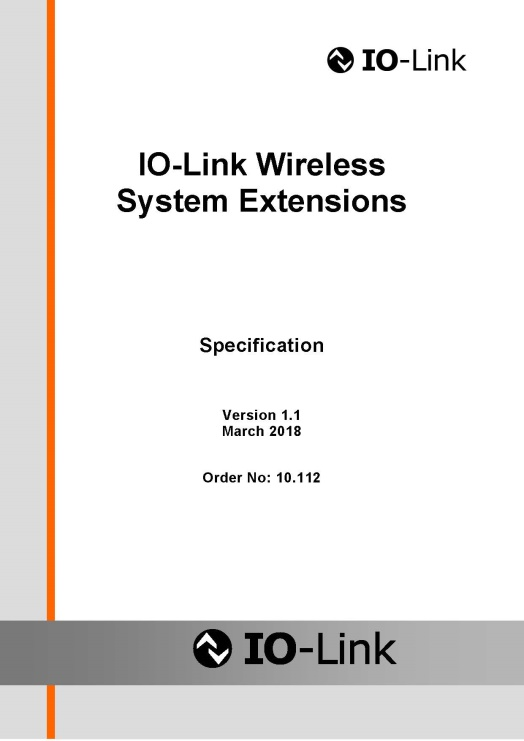 IO-Link
IO-Link Wireless
System Extensions
Specification
Version 1.1
March 2018
Order No: 10.112
IO-Link